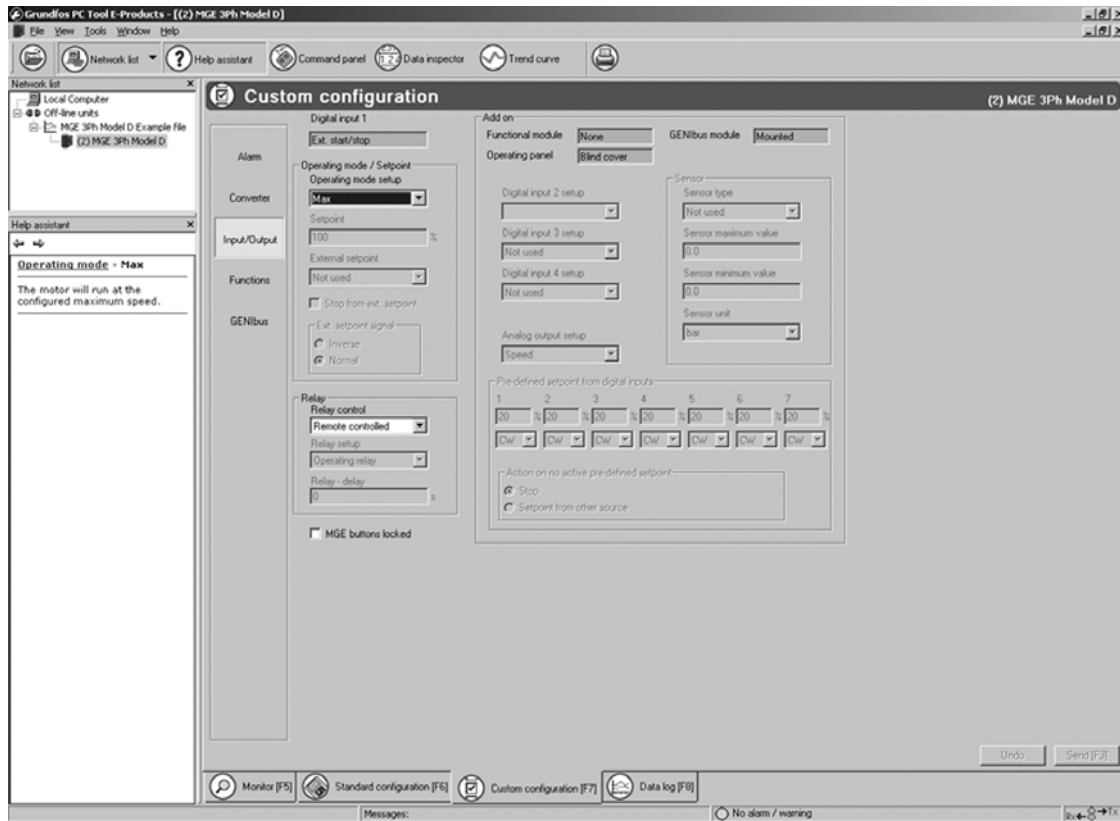 Grundfos PC Tool E-Products - [(2) MGE 3Ph Model D]
File View Tools Window Help
Network list Help assistant Command panel Data inspector Trend curve
Network list
Local Computer
Off-line units
MGE 3Ph Model D Example file
(2) MGE 3Ph Model D
Help assistant
Operating mode - Max
The motor will run at the
configured maximum speed.
Custom configuration
(2) MGE 3Ph Model D
Alarm
Converter
Input/Output
Functions
GENIbus
Digital input 1
Ext. start/stop
Operating mode / Setpoint
Operating mode setup
Max
Setpoint
100 %
External setpoint
Not used
Stop from ext. setpoint
Ext. setpoint signal
Inverse
Normal
Relay
Relay control
Remote controlled
Relay setup
Operating relay
Relay - delay
0 s
MGE buttons locked
Add on
Functional module None GENIbus module Mounted
Operating panel Blind cover
Digital input 2 setup
Digital input 3 setup
Not used
Digital input 4 setup
Not used
Analog output setup
Speed
Sensor
Sensor type
Not used
Sensor maximum value
0.0
Sensor minimum value
0.0
Sensor unit
bar
Pre-defined setpoint from digital inputs
1 2 3 4 5 6 7
20 % 20 % 20 % 20 % 20 % 20 % 20 %
CW CW CW CW CW CW CW
Action on no active pre-defined setpoint
Stop
Setpoint from other source
Undo Send [F3]
Monitor [F5] Standard configuration [F6] Custom configuration [F7] Data log [F8]
Messages: No alarm / warning Rx Tx